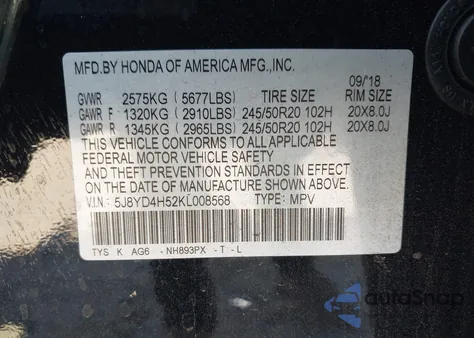 MFD.BY HONDA OF AMERICA MFG.,INC.
09/'18
GVWR 2575KG (5677LBS) TIRE SIZE RIM SIZE
GAWR F 1320KG (2910LBS) 245/50R20 102H 20X8.0J
GAWR R 1345KG (2965LBS) 245/50R20 102H 20X8.0J
THIS VEHICLE CONFORMS TO ALL APPLICABLE
FEDERAL MOTOR VEHICLE SAFETY
AND THEFT PREVENTION STANDARDS IN EFFECT ON
THE DATE OF MANUFACTURE SHOWN ABOVE.
V.I.N.: 5J8YD4H52KL008568 TYPE: MPV
TYS K AG6 - NH893PX - T - L
autoSnap